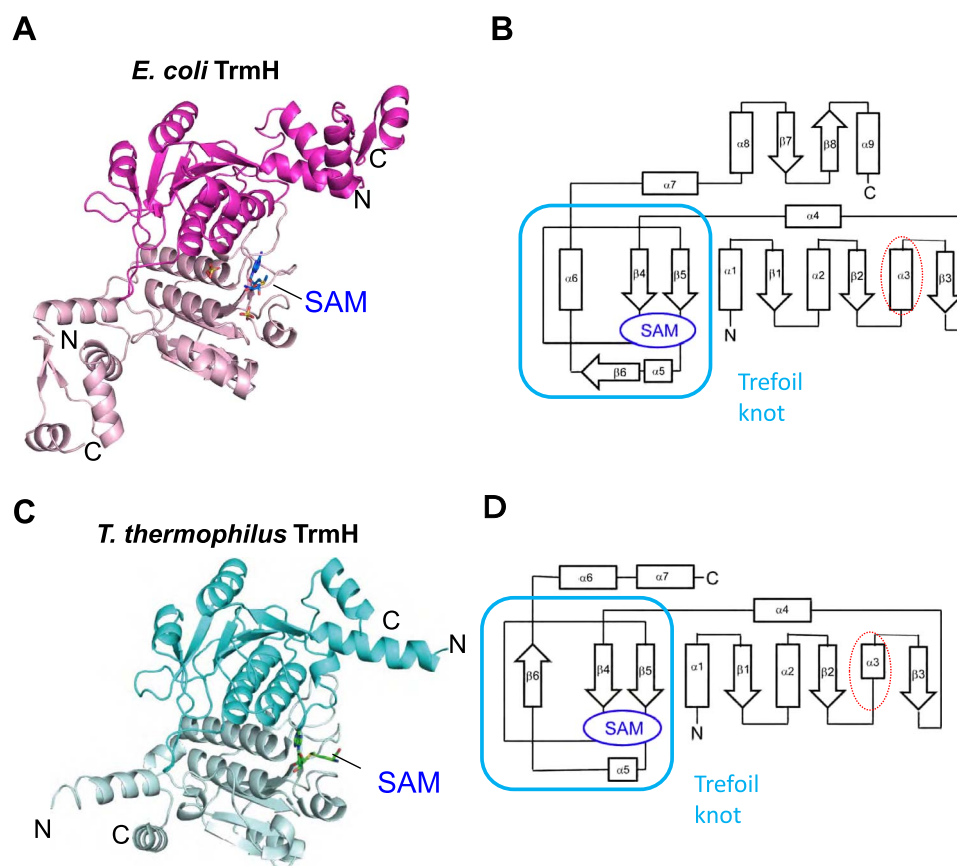 A
E. coli TrmH
C
N
SAM
N
C
B
α8
β7
β8
α9
C
α7
α4
α6
β4
β5
α1
β1
α2
β2
α3
β3
SAM
N
β6
α5
Trefoil
knot
C
T. thermophilus TrmH
C
N
SAM
N
C
D
α6
α7
C
α4
β6
β4
β5
α1
β1
α2
β2
α3
β3
SAM
N
α5
Trefoil
knot